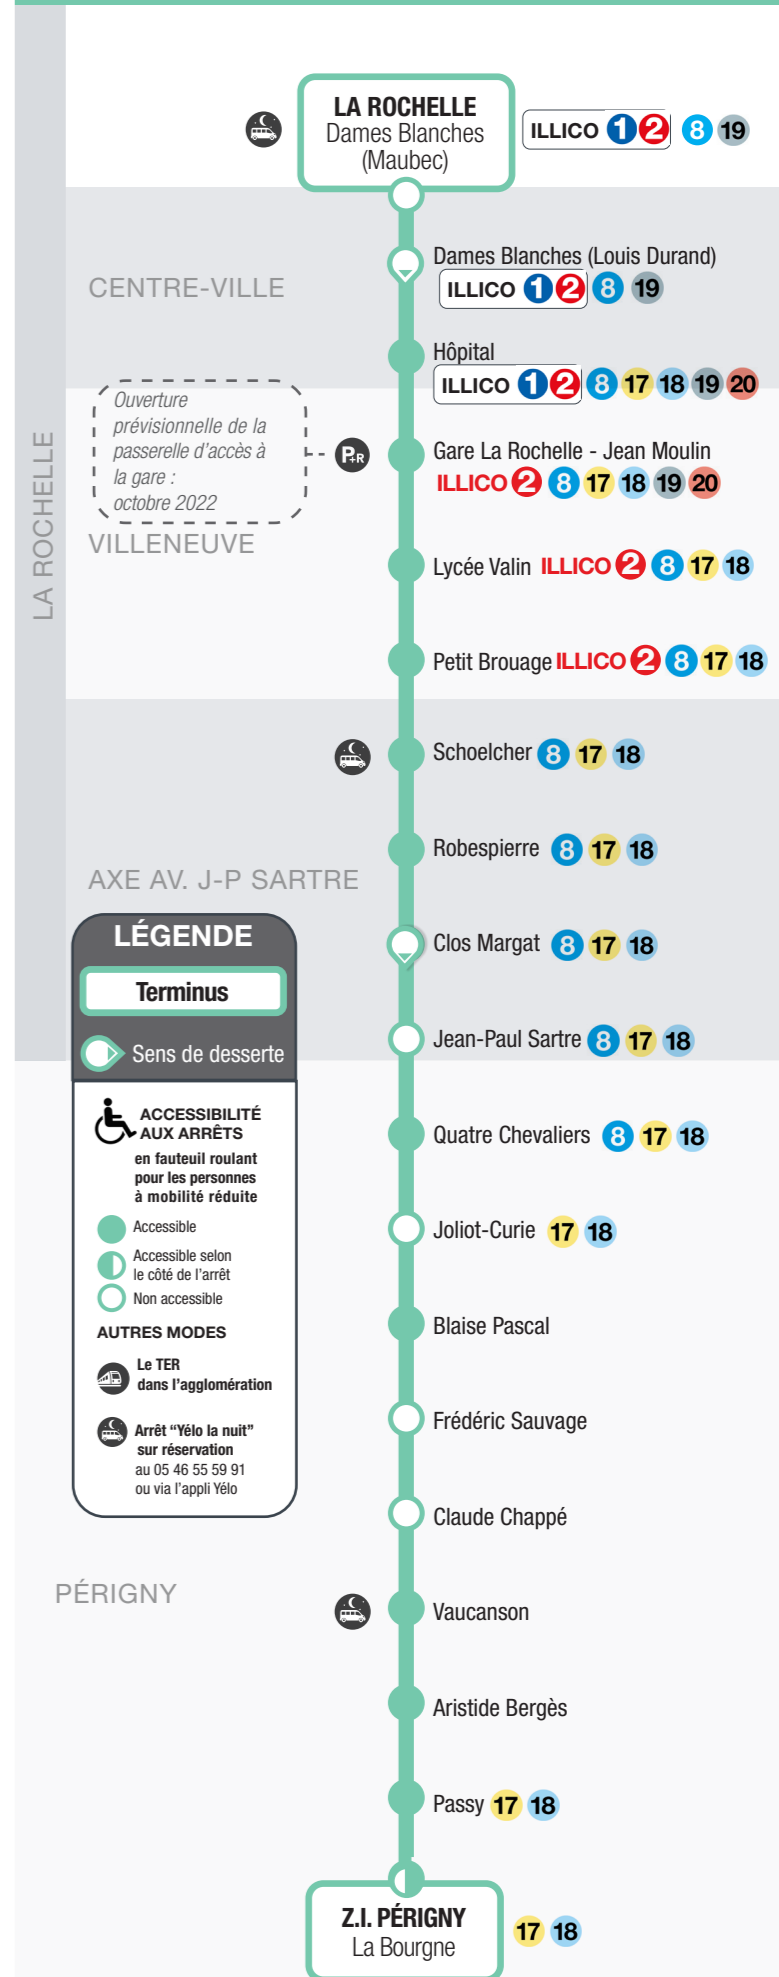 LA ROCHELLE
Dames Blanches
(Maubec)
ILLICO 1 2 8 19
CENTRE-VILLE
Dames Blanches (Louis Durand)
ILLICO 1 2 8 19
Hôpital
ILLICO 1 2 8 17 18 19 20
Ouverture
prévisionnelle de la
passerelle d'accès à
la gare :
octobre 2022
P+R
Gare La Rochelle - Jean Moulin
ILLICO 2 8 17 18 19 20
LA ROCHELLE
VILLENEUVE
Lycée Valin ILLICO 2 8 17 18
Petit Brouage ILLICO 2 8 17 18
Schoelcher 8 17 18
Robespierre 8 17 18
AXE AV. J-P SARTRE
Clos Margat 8 17 18
Jean-Paul Sartre 8 17 18
Quatre Chevaliers 8 17 18
Joliot-Curie 17 18
Blaise Pascal
Frédéric Sauvage
Claude Chappé
PÉRIGNY
Vaucanson
Aristide Bergès
Passy 17 18
Z.I. PÉRIGNY
La Bourgne
17 18
LÉGENDE
Terminus
Sens de desserte
ACCESSIBILITÉ
AUX ARRÊTS
en fauteuil roulant
pour les personnes
à mobilité réduite
Accessible
Accessible selon
le côté de l'arrêt
Non accessible
AUTRES MODES
Le TER
dans l'agglomération
Arrêt "Yélo la nuit"
sur réservation
au 05 46 55 59 91
ou via l'appli Yélo